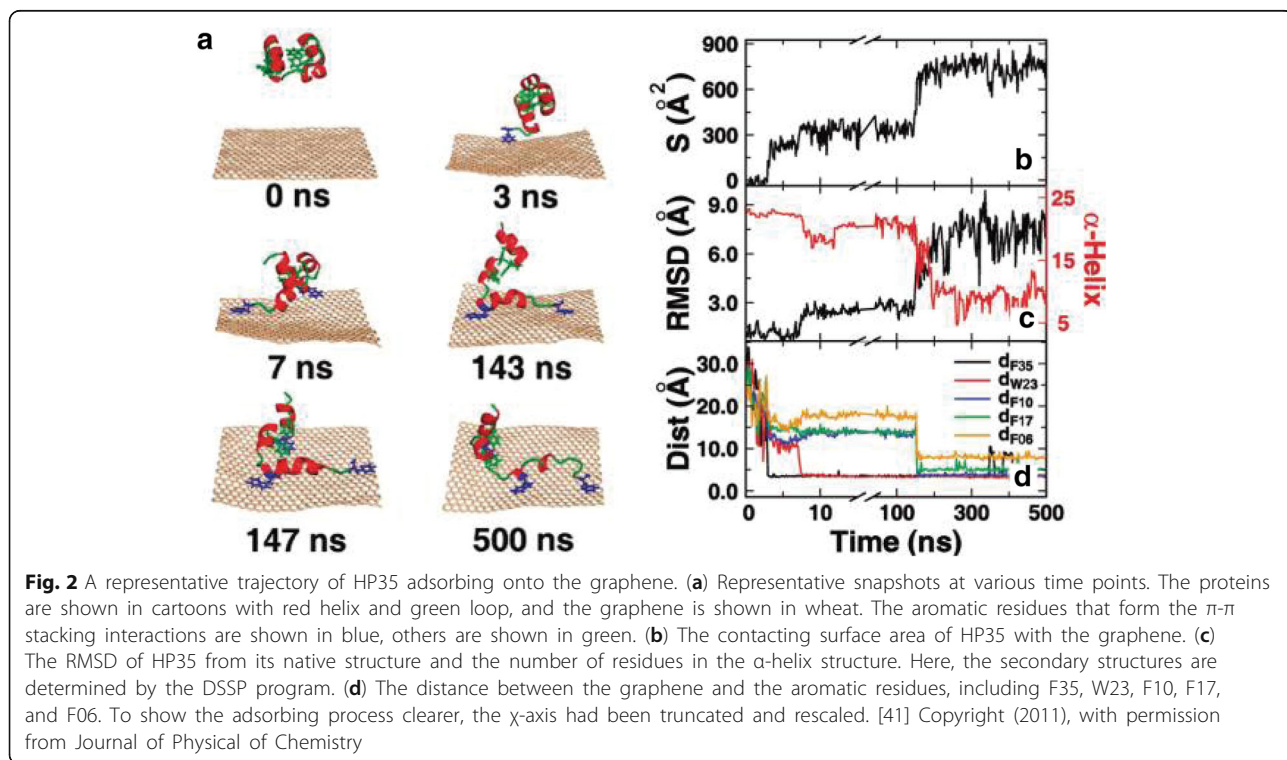 a
0 ns
3 ns
7 ns
143 ns
147 ns
500 ns
900
600
300
0
S (Å²)
b
9.0
6.0
3.0
RMSD (Å)
25
20
15
10
5
α-Helix
c
30.0
20.0
10.0
0.0
Dist (Å)
dF35
dW23
dF10
dF17
dF06
d
0 10 100 300 500
Time (ns)
Fig. 2 A representative trajectory of HP35 adsorbing onto the graphene. (a) Representative snapshots at various time points. The proteins
are shown in cartoons with red helix and green loop, and the graphene is shown in wheat. The aromatic residues that form the π-π
stacking interactions are shown in blue, others are shown in green. (b) The contacting surface area of HP35 with the graphene. (c)
The RMSD of HP35 from its native structure and the number of residues in the α-helix structure. Here, the secondary structures are
determined by the DSSP program. (d) The distance between the graphene and the aromatic residues, including F35, W23, F10, F17,
and F06. To show the adsorbing process clearer, the χ-axis had been truncated and rescaled. [41] Copyright (2011), with permission
from Journal of Physical of Chemistry